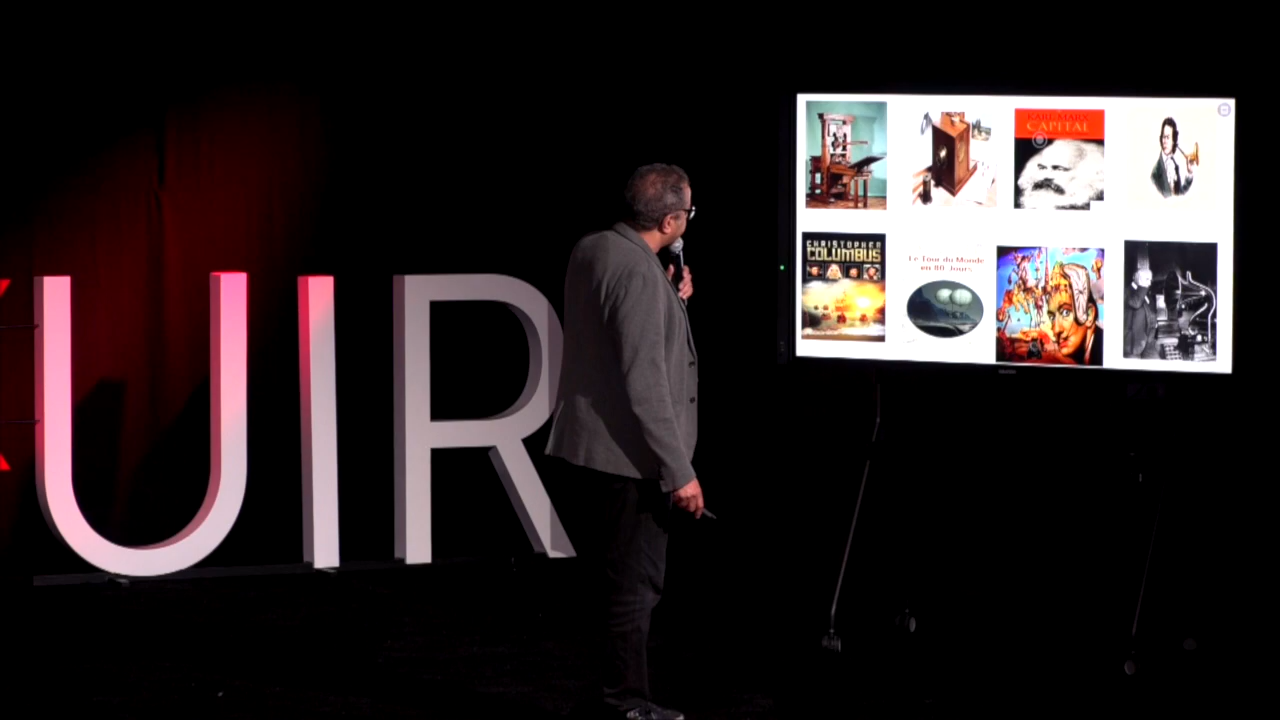 UIR
KARL MARX
CAPITAL
CHRISTOPHER
COLUMBUS
Le Tour du Monde
en 80 Jours